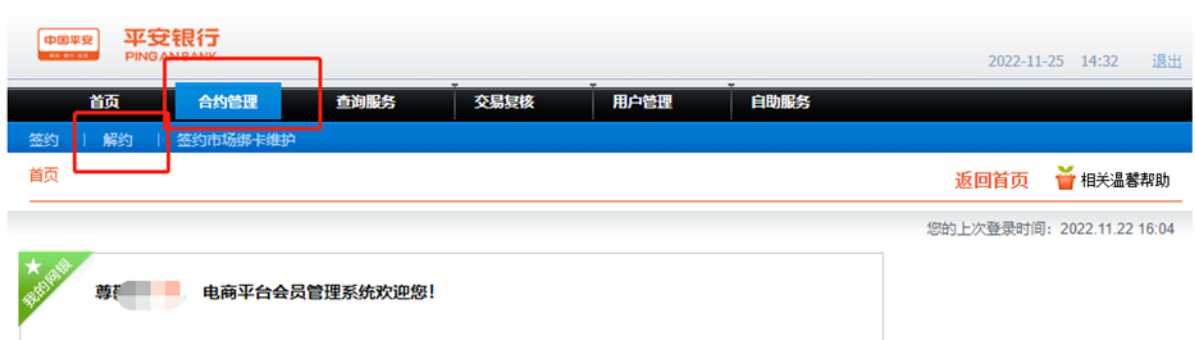 中国平安
平安银行
PING AN BANK
2022-11-25 14:32 退出
首页 合约管理 查询服务 交易复核 用户管理 自助服务
签约 | 解约 | 签约市场绑卡维护
首页 返回首页 相关温馨帮助
您的上次登录时间：2022.11.22 16:04
我的网银
尊 电商平台会员管理系统欢迎您！